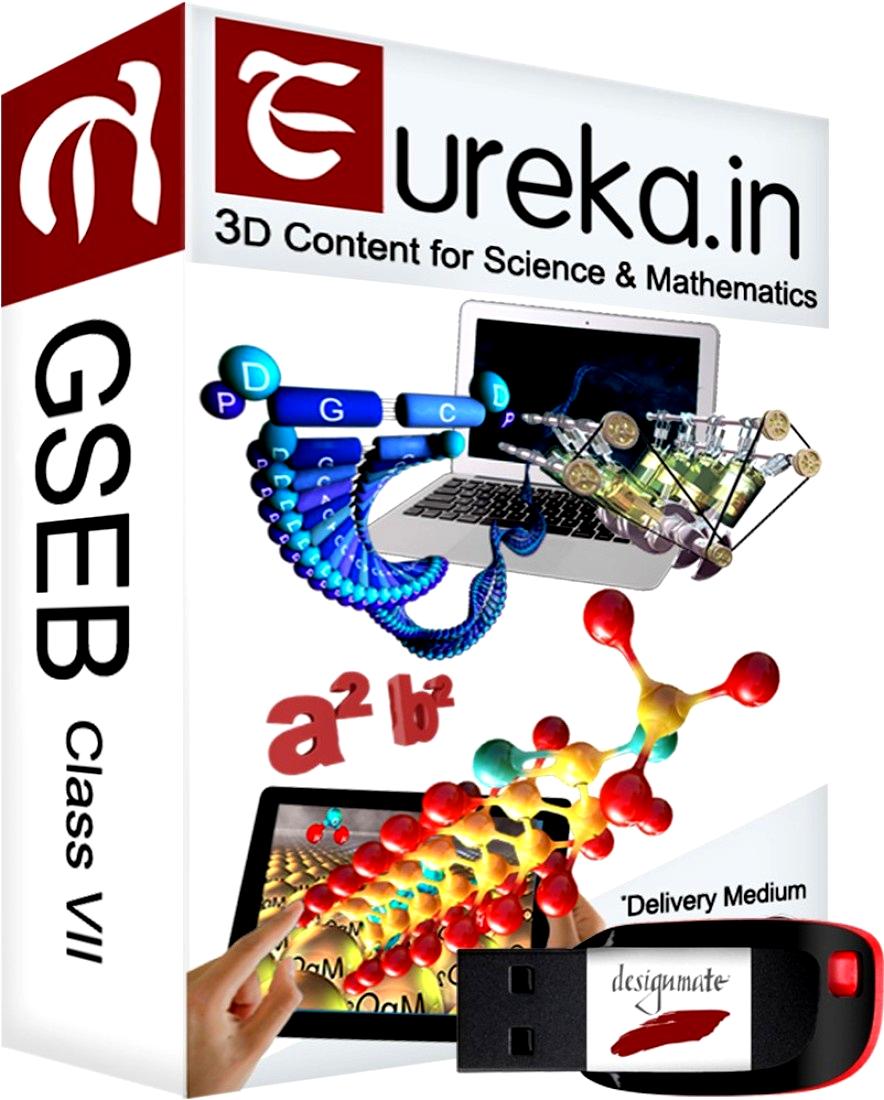 Eureka.in
3D Content for Science & Mathematics
GSEB Class VII
D
P
G
C
D
P
a² b²
*Delivery Medium
designmate